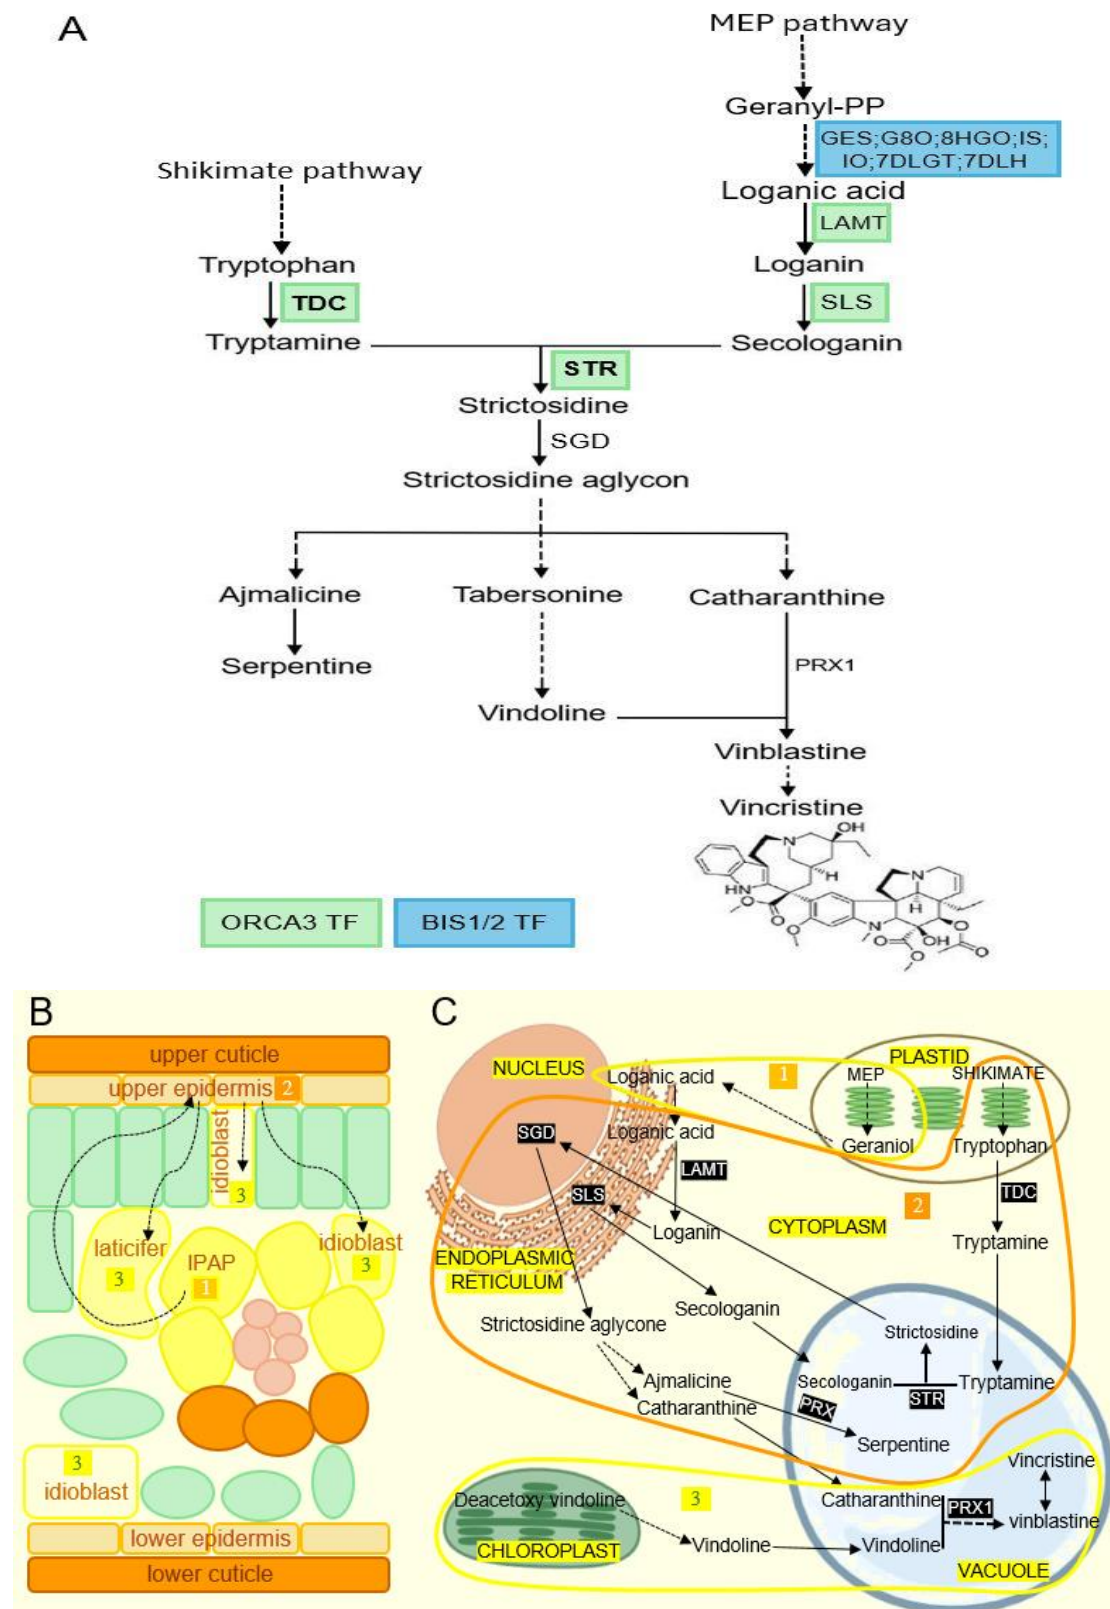 A
MEP pathway
Geranyl-PP
GES;G8O;8HGO;IS;
IO;7DLGT;7DLH
Shikimate pathway
Loganic acid
LAMT
Tryptophan
Loganin
TDC
SLS
Tryptamine
Secologanin
STR
Strictosidine
SGD
Strictosidine aglycon
Ajmalicine
Tabersonine
Catharanthine
Serpentine
PRX1
Vindoline
Vinblastine
Vincristine
OH
N
H
HN
N
O
O
O
N
H
O
O
OH
O
O
O
ORCA3 TF
BIS1/2 TF
B
upper cuticle
upper epidermis 2
idioblast
3
laticifer
3
IPAP
1
idioblast
3
3
idioblast
lower epidermis
lower cuticle
C
NUCLEUS
Loganic acid
1
PLASTID
MEP
SHIKIMATE
SGD
Loganic acid
Geraniol
Tryptophan
LAMT
TDC
SLS
2
CYTOPLASM
Loganin
Tryptamine
ENDOPLASMIC
RETICULUM
Secologanin
Strictosidine aglycone
Strictosidine
Ajmalicine
Secologanin
Tryptamine
STR
PRX
Catharanthine
Serpentine
Vincristine
Deacetoxy vindoline
3
Catharanthine
PRX1
vinblastine
CHLOROPLAST
Vindoline
Vindoline
VACUOLE